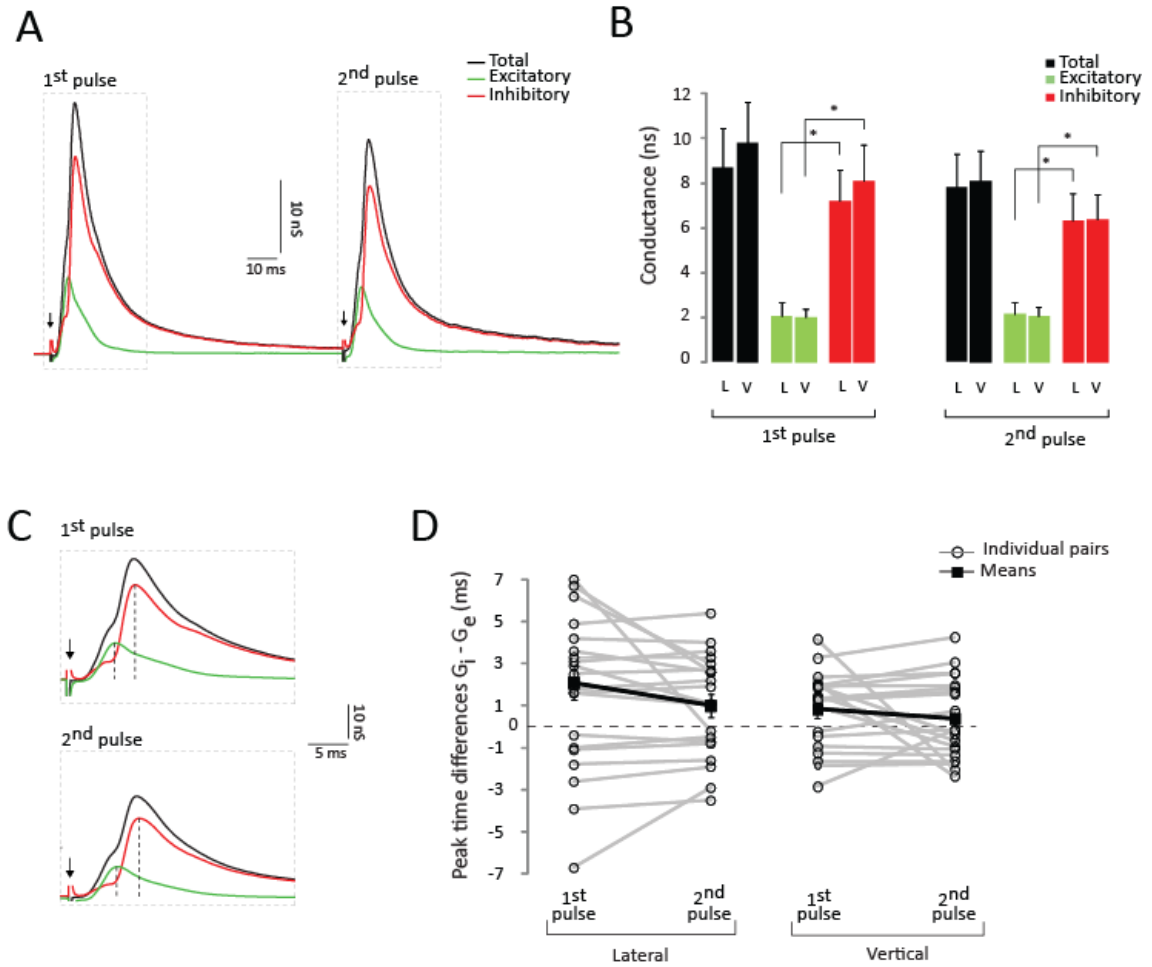 A
1st pulse
2nd pulse
Total
Excitatory
Inhibitory
10 nS
10 ms
B
Total
Excitatory
Inhibitory
Conductance (ns)
12
10
8
6
4
2
0
*
*
*
*
L V L V L V
L V L V L V
1st pulse
2nd pulse
C
1st pulse
10 nS
5 ms
2nd pulse
D
Individual pairs
Means
Peak time differences Gi - Ge (ms)
7
5
3
1
0
-1
-3
-5
-7
1st pulse
2nd pulse
1st pulse
2nd pulse
Lateral
Vertical